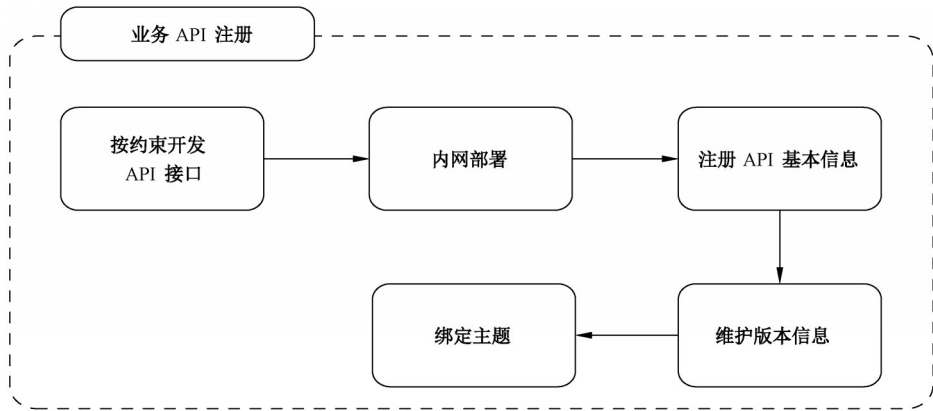 业务 API 注册
按约束开发
API 接口
内网部署
注册 API 基本信息
维护版本信息
绑定主题